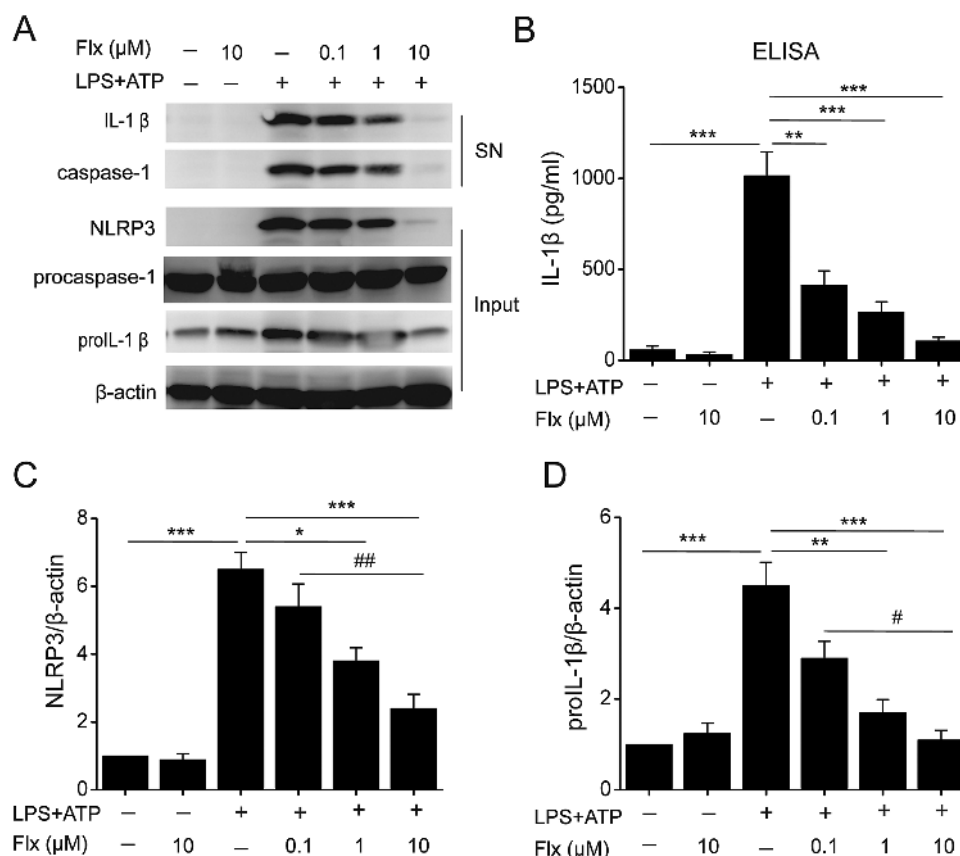 A
Flx (μM) – 10 – 0.1 1 10
LPS+ATP – – + + + +
IL-1 β
caspase-1
SN
NLRP3
procaspase-1
proIL-1 β
β-actin
Input
B
ELISA
IL-1β (pg/ml)
1500
1000
500
0
***
***
***
**
LPS+ATP – – + + + +
Flx (μM) – 10 – 0.1 1 10
C
NLRP3/β-actin
8
6
4
2
0
***
***
*
##
LPS+ATP – – + + + +
Flx (μM) – 10 – 0.1 1 10
D
proIL-1β/β-actin
6
4
2
0
***
***
**
#
LPS+ATP – – + + + +
Flx (μM) – 10 – 0.1 1 10